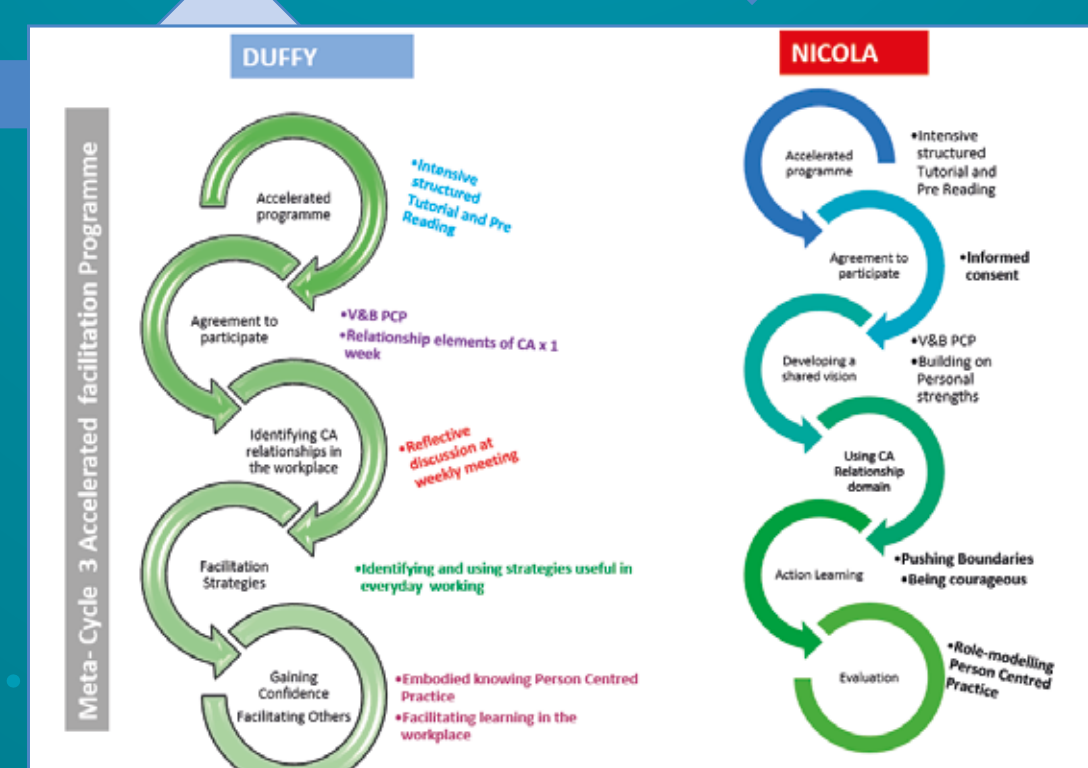 DUFFY
Meta- Cycle 3 Accelerated facilitation Programme
Accelerated
programme
•Intensive
structured
Tutorial and Pre
Reading
Agreement to
participate
•V&B PCP
•Relationship elements of CA x 1
week
Identifying CA
relationships in
the workplace
•Reflective
discussion at
weekly meeting
Facilitation
Strategies
•Identifying and using strategies useful in
everyday working
Gaining
Confidence
Facilitating Others
•Embodied knowing Person Centred
Practice
•Facilitating learning in the
workplace
NICOLA
Accelerated
programme
•Intensive
structured
Tutorial and
Pre Reading
Agreement to
participate
•Informed
consent
Developing a
shared vision
•V&B PCP
•Building on
Personal
strengths
Using CA
Relationship
domain
Action Learning
•Pushing Boundaries
•Being courageous
Evaluation
•Role-modelling
Person Centred
Practice